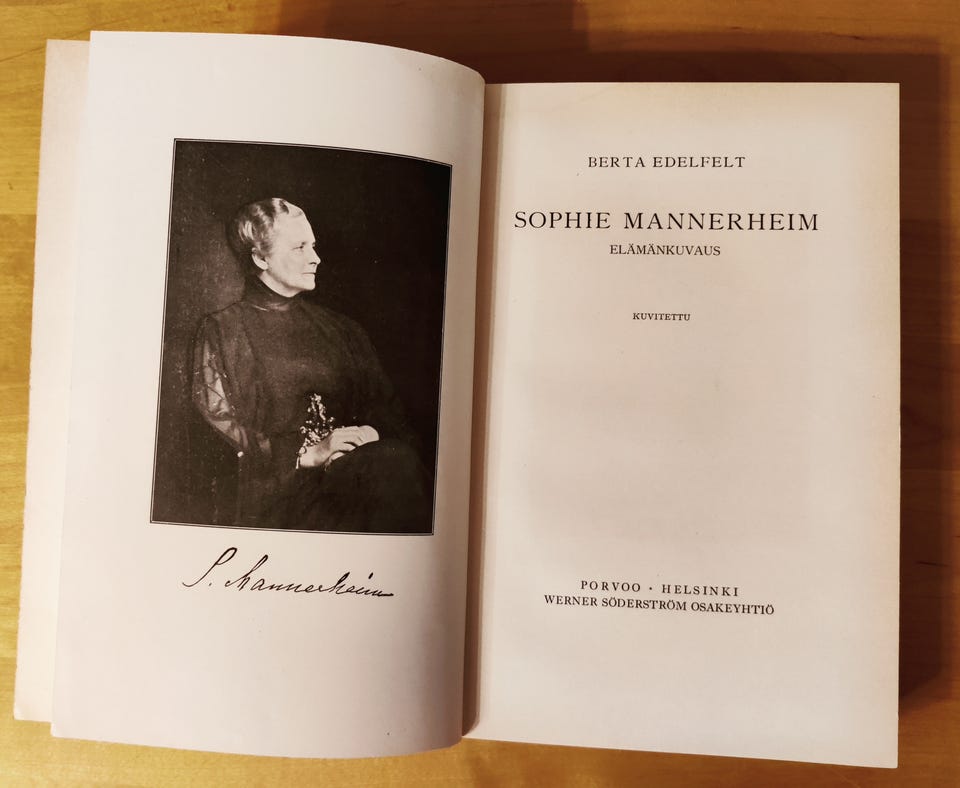 S. Mannerheim
BERTA EDELFELT
SOPHIE MANNERHEIM
ELÄMÄNKUVAUS
KUVITETTU
PORVOO • HELSINKI
WERNER SÖDERSTRÖM OSAKEYHTIÖ